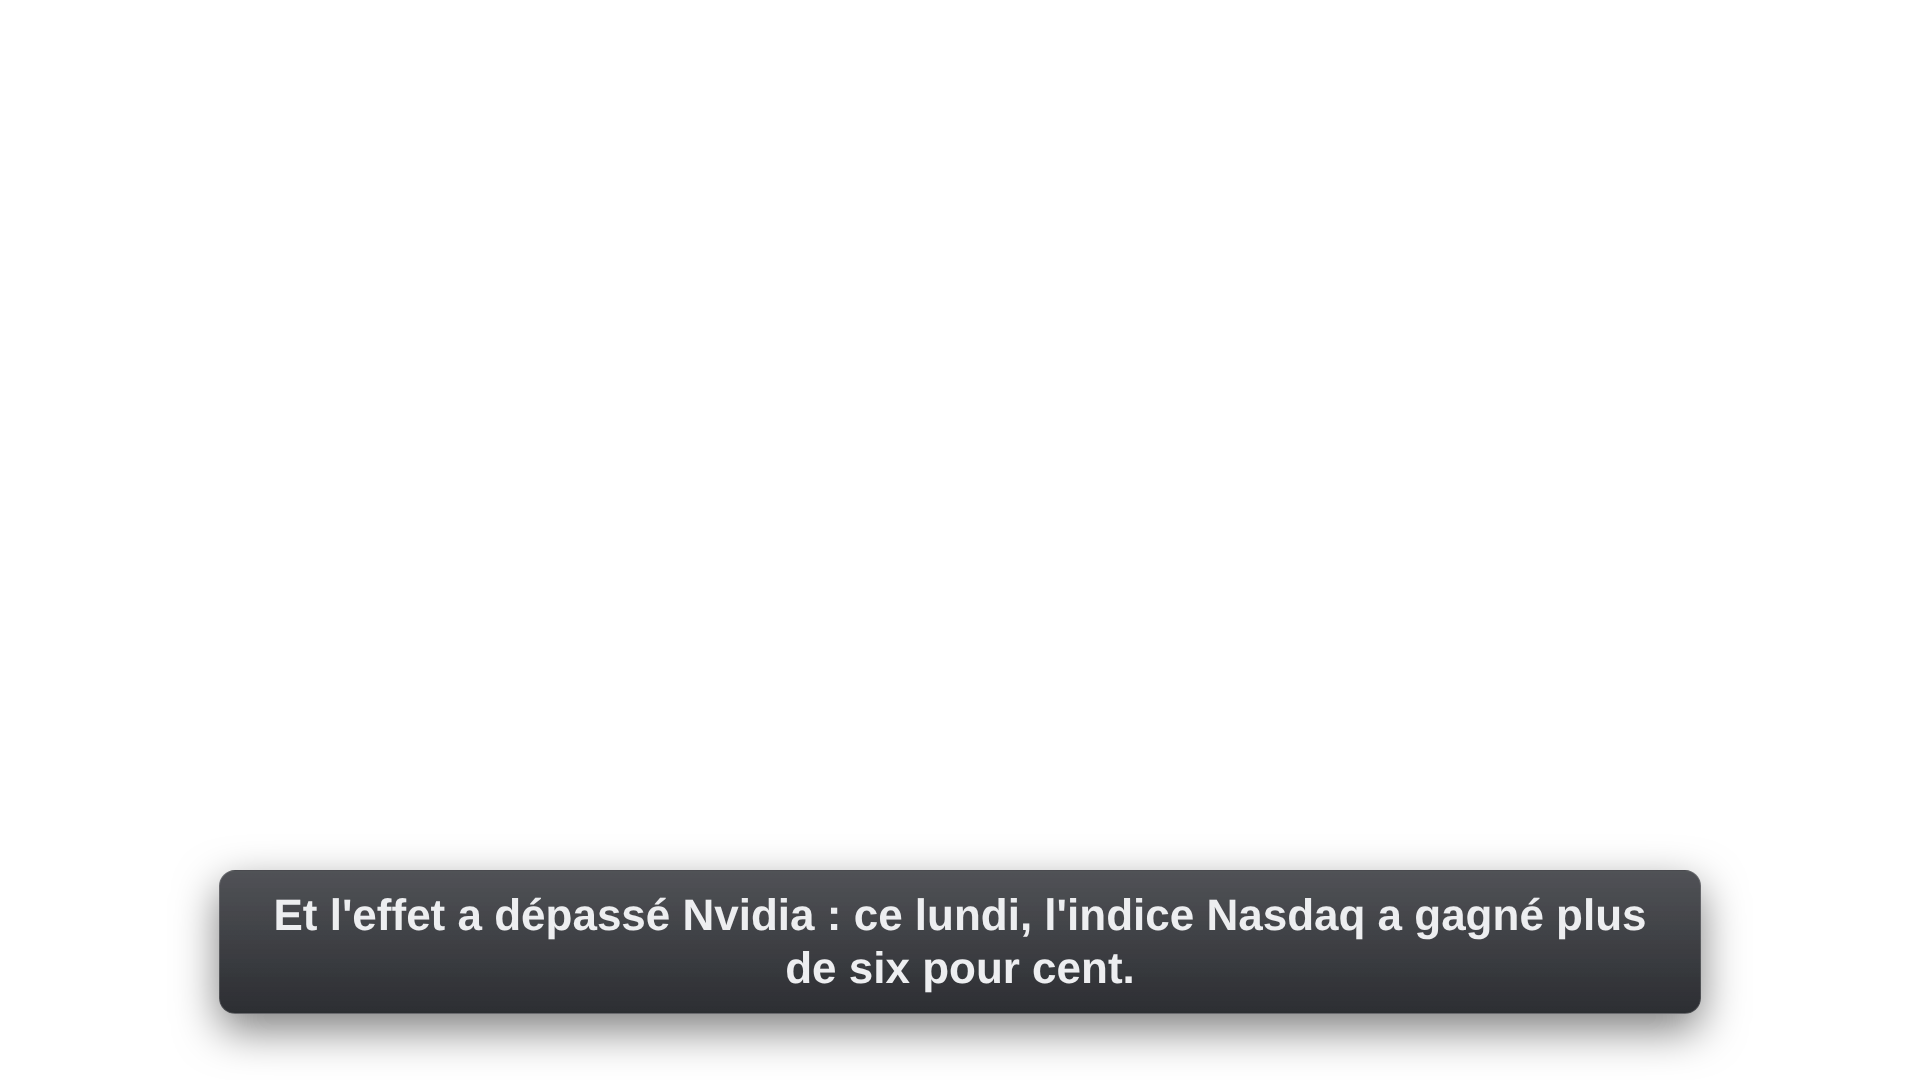 Et l'effet a dépassé Nvidia : ce lundi, l'indice Nasdaq a gagné plus
de six pour cent.